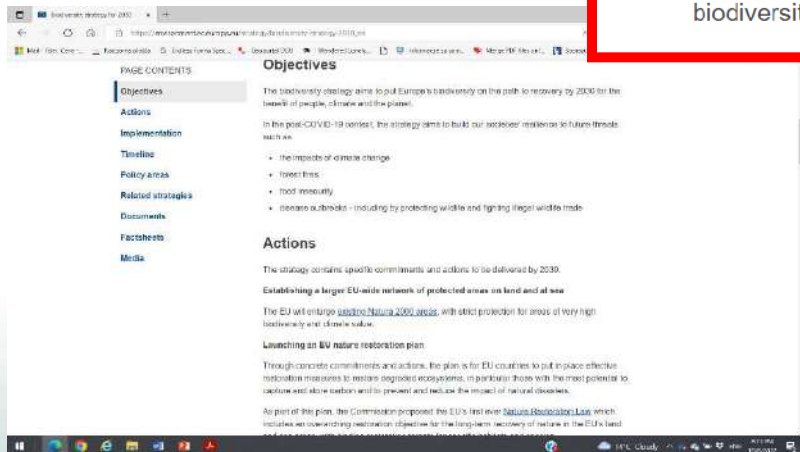 biodiversit
Biodiversity strategy for 2030
PAGE CONTENTS
Objectives
Actions
Implementation
Timeline
Policy areas
Related strategies
Documents
Factsheets
Media
Objectives
The biodiversity strategy aims to put Europe's biodiversity on the path to recovery by 2030 for the
benefit of people, climate and the planet.
In the post-COVID-19 context, the strategy aims to build our societies' resilience to future threats
such as
• the impacts of climate change
• forest fires
• food insecurity
• disease outbreaks - including by protecting wildlife and fighting illegal wildlife trade
Actions
The strategy contains specific commitments and actions to be delivered by 2030.
Establishing a larger EU-wide network of protected areas on land and at sea
The EU will enlarge existing Natura 2000 areas, with strict protection for areas of very high
biodiversity and climate value.
Launching an EU nature restoration plan
Through concrete commitments and actions, the plan is for EU countries to put in place effective
restoration measures to restore degraded ecosystems, in particular those with the most potential to
capture and store carbon and to prevent and reduce the impact of natural disasters.
As part of this plan, the Commission proposed the EU's first ever Nature Restoration Law which
includes an overarching restoration objective for the long-term recovery of nature in the EU's land
Cloudy